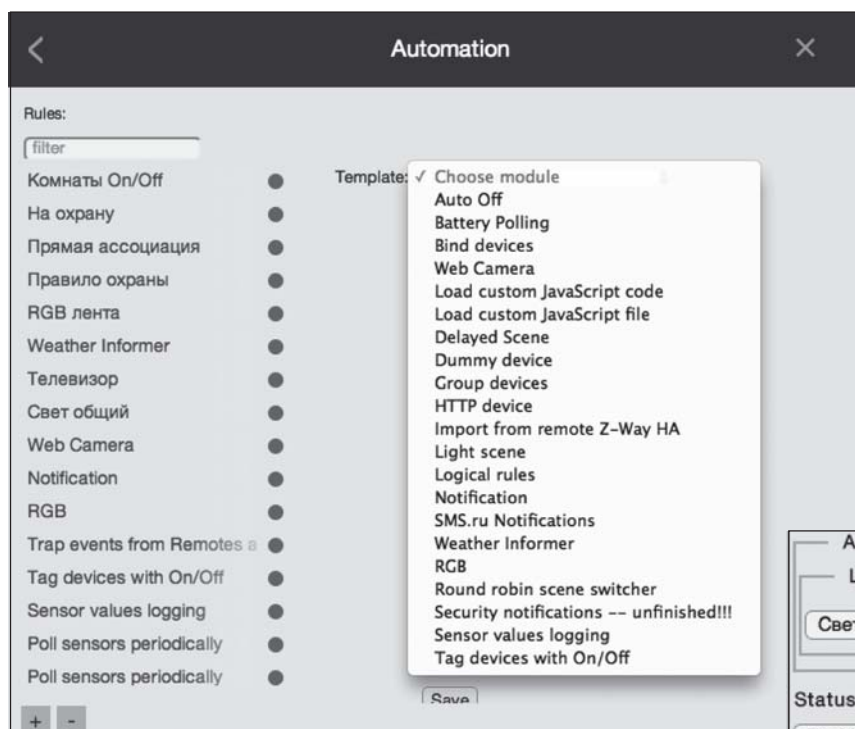 Automation
Rules:
filter
Комнаты On/Off
На охрану
Прямая ассоциация
Правило охраны
RGB лента
Weather Informer
Телевизор
Свет общий
Web Camera
Notification
RGB
Trap events from Remotes a
Tag devices with On/Off
Sensor values logging
Poll sensors periodically
Poll sensors periodically
+ -
Template: ✓ Choose module
Auto Off
Battery Polling
Bind devices
Web Camera
Load custom JavaScript code
Load custom JavaScript file
Delayed Scene
Dummy device
Group devices
HTTP device
Import from remote Z-Way HA
Light scene
Logical rules
Notification
SMS.ru Notifications
Weather Informer
RGB
Round robin scene switcher
Security notifications -- unfinished!!!
Sensor values logging
Tag devices with On/Off
Save
A
L
Свет
Status